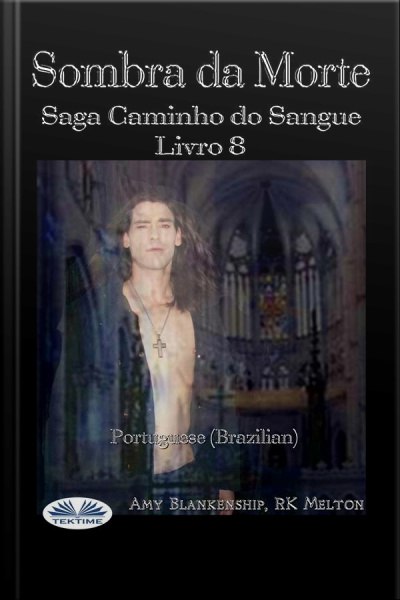 Sombra da Morte
Saga Caminho do Sangue
Livro 8
Portuguese (Brazilian)
AMY BLANKENSHIP, RK MELTON
TEKTIME